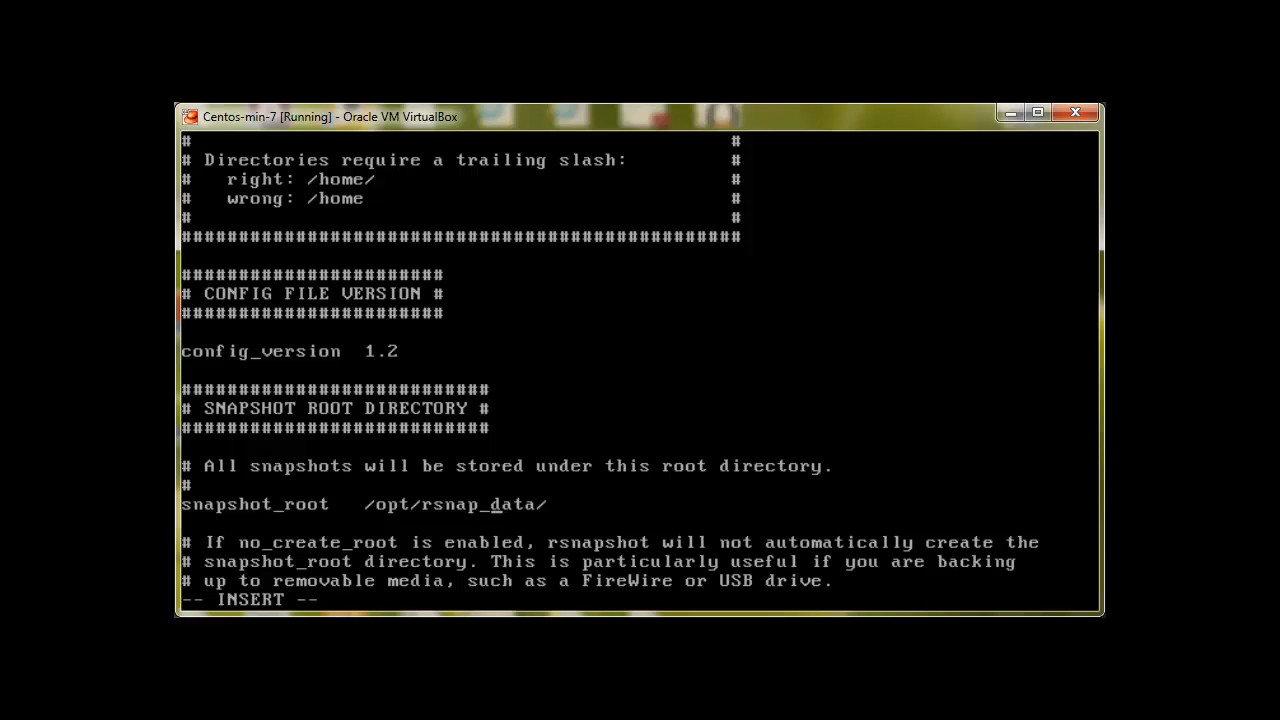 Centos-min-7 [Running] - Oracle VM VirtualBox
#                                                #
# Directories require a trailing slash:          #
#   right: /home/                                #
#   wrong: /home                                 #
#                                                #
#################################################
#######################
# CONFIG FILE VERSION #
#######################
config_version  1.2
###########################
# SNAPSHOT ROOT DIRECTORY #
###########################
# All snapshots will be stored under this root directory.
#
snapshot_root   /opt/rsnap_data/
# If no_create_root is enabled, rsnapshot will not automatically create the
# snapshot_root directory. This is particularly useful if you are backing
# up to removable media, such as a FireWire or USB drive.
-- INSERT --